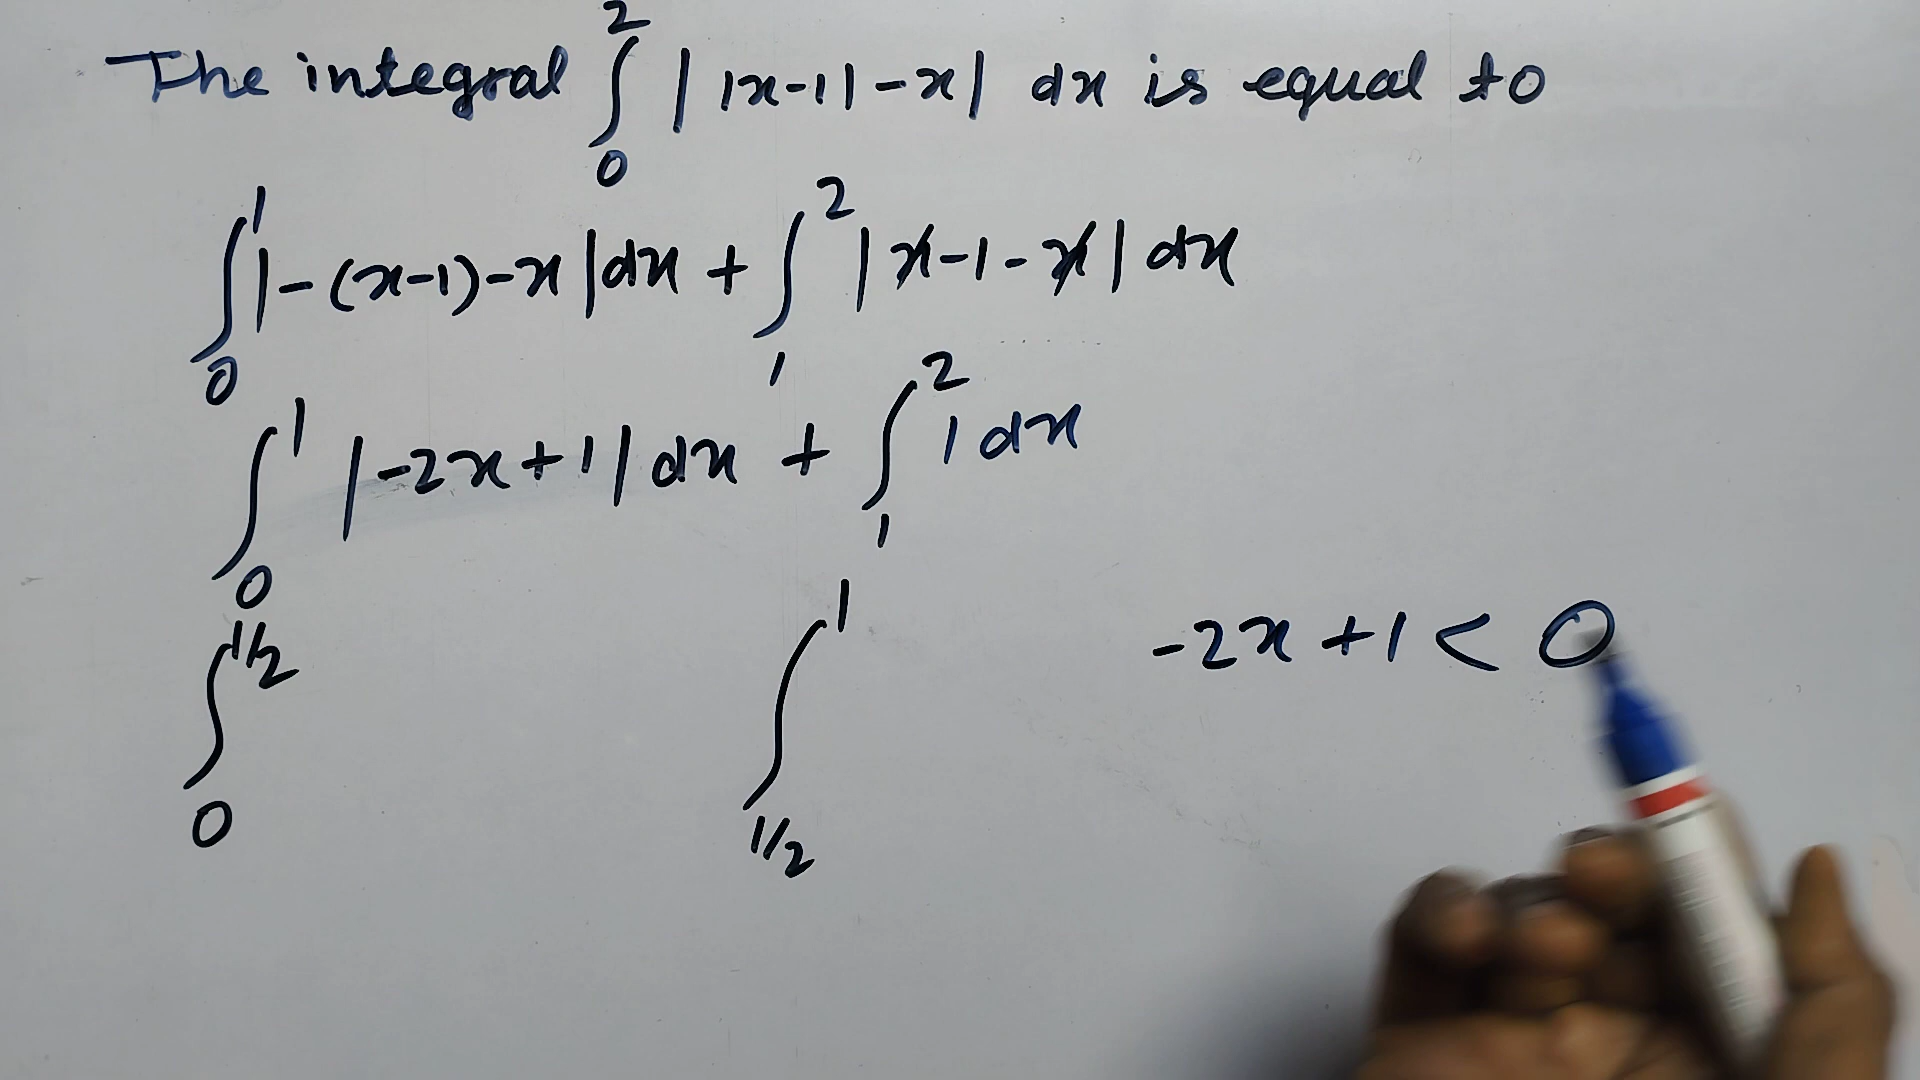 The integral ∫₀² | |x-1| - x | dx is equal to
∫₀¹ |-(x-1)-x| dx + ∫₁² |x-1-x| dx
∫₀¹ |-2x+1| dx + ∫₁² 1 dx
∫₀^1/2 ∫_1/2^1 -2x+1 < 0